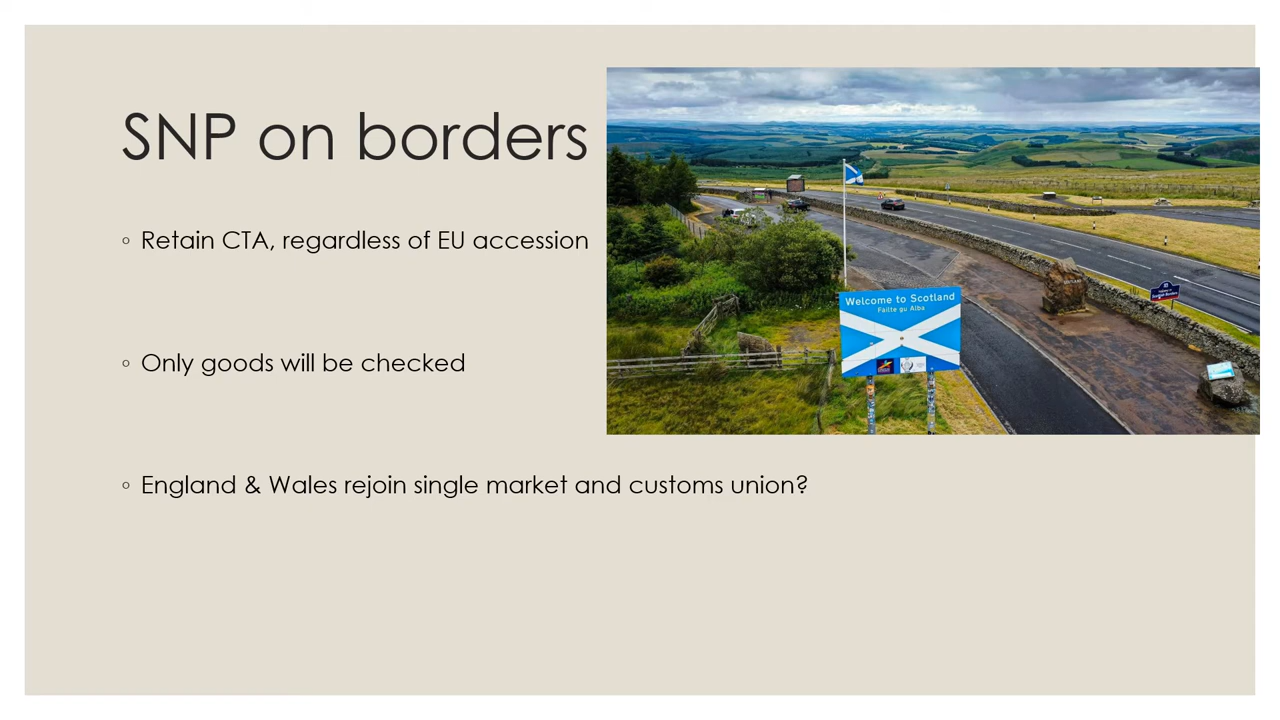 SNP on borders
◦ Retain CTA, regardless of EU accession
◦ Only goods will be checked
◦ England & Wales rejoin single market and customs union?
Welcome to Scotland
Fàilte gu Alba
SCOTLAND